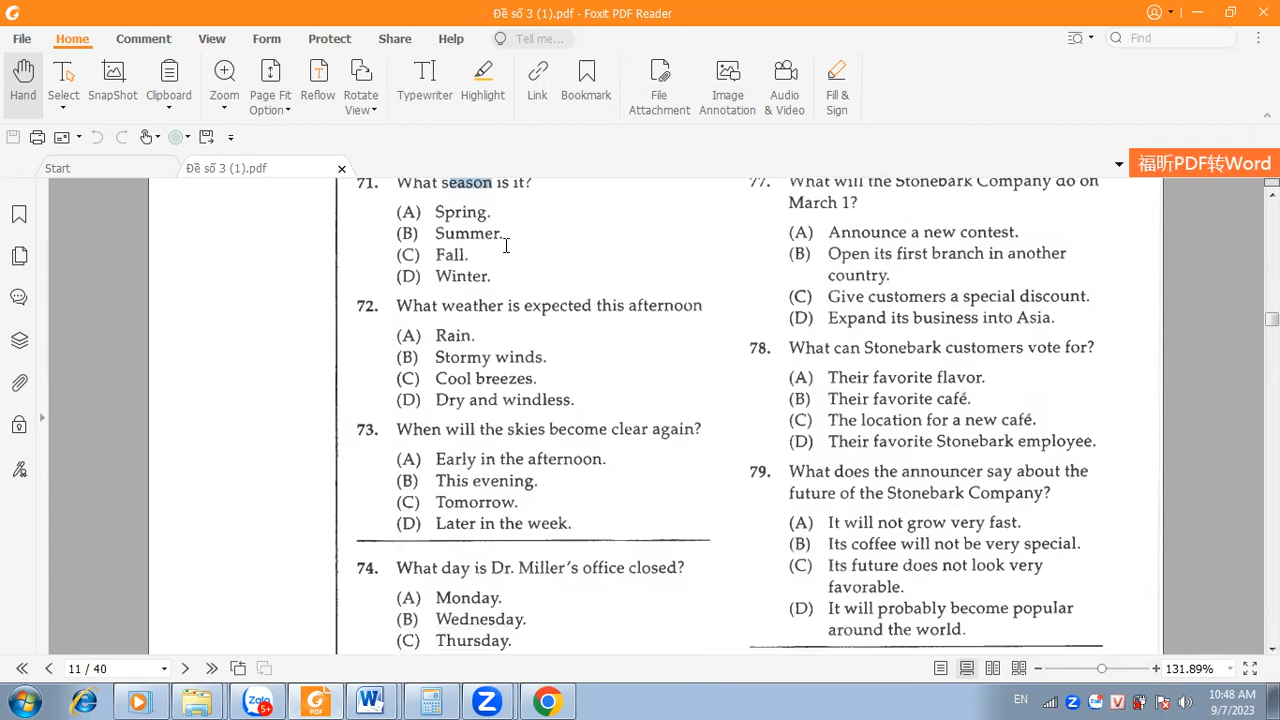 Đề số 3 (1).pdf - Foxit PDF Reader
File Home Comment View Form Protect Share Help Tell me... Find
Hand Select SnapShot Clipboard Zoom Page Fit Option Reflow Rotate View Typewriter Highlight Link Bookmark File Attachment Image Annotation Audio & Video Fill & Sign
Start Đề số 3 (1).pdf 福昕PDF转Word
71. What season is it?
(A) Spring.
(B) Summer.
(C) Fall.
(D) Winter.
72. What weather is expected this afternoon
(A) Rain.
(B) Stormy winds.
(C) Cool breezes.
(D) Dry and windless.
73. When will the skies become clear again?
(A) Early in the afternoon.
(B) This evening.
(C) Tomorrow.
(D) Later in the week.
74. What day is Dr. Miller's office closed?
(A) Monday.
(B) Wednesday.
(C) Thursday.
77. What will the Stonebark Company do on
March 1?
(A) Announce a new contest.
(B) Open its first branch in another
country.
(C) Give customers a special discount.
(D) Expand its business into Asia.
78. What can Stonebark customers vote for?
(A) Their favorite flavor.
(B) Their favorite café.
(C) The location for a new café.
(D) Their favorite Stonebark employee.
79. What does the announcer say about the
future of the Stonebark Company?
(A) It will not grow very fast.
(B) Its coffee will not be very special.
(C) Its future does not look very
favorable.
(D) It will probably become popular
around the world.
11 / 40 131.89%
Zalo 5+ PDF EN 10:48 AM
9/7/2023